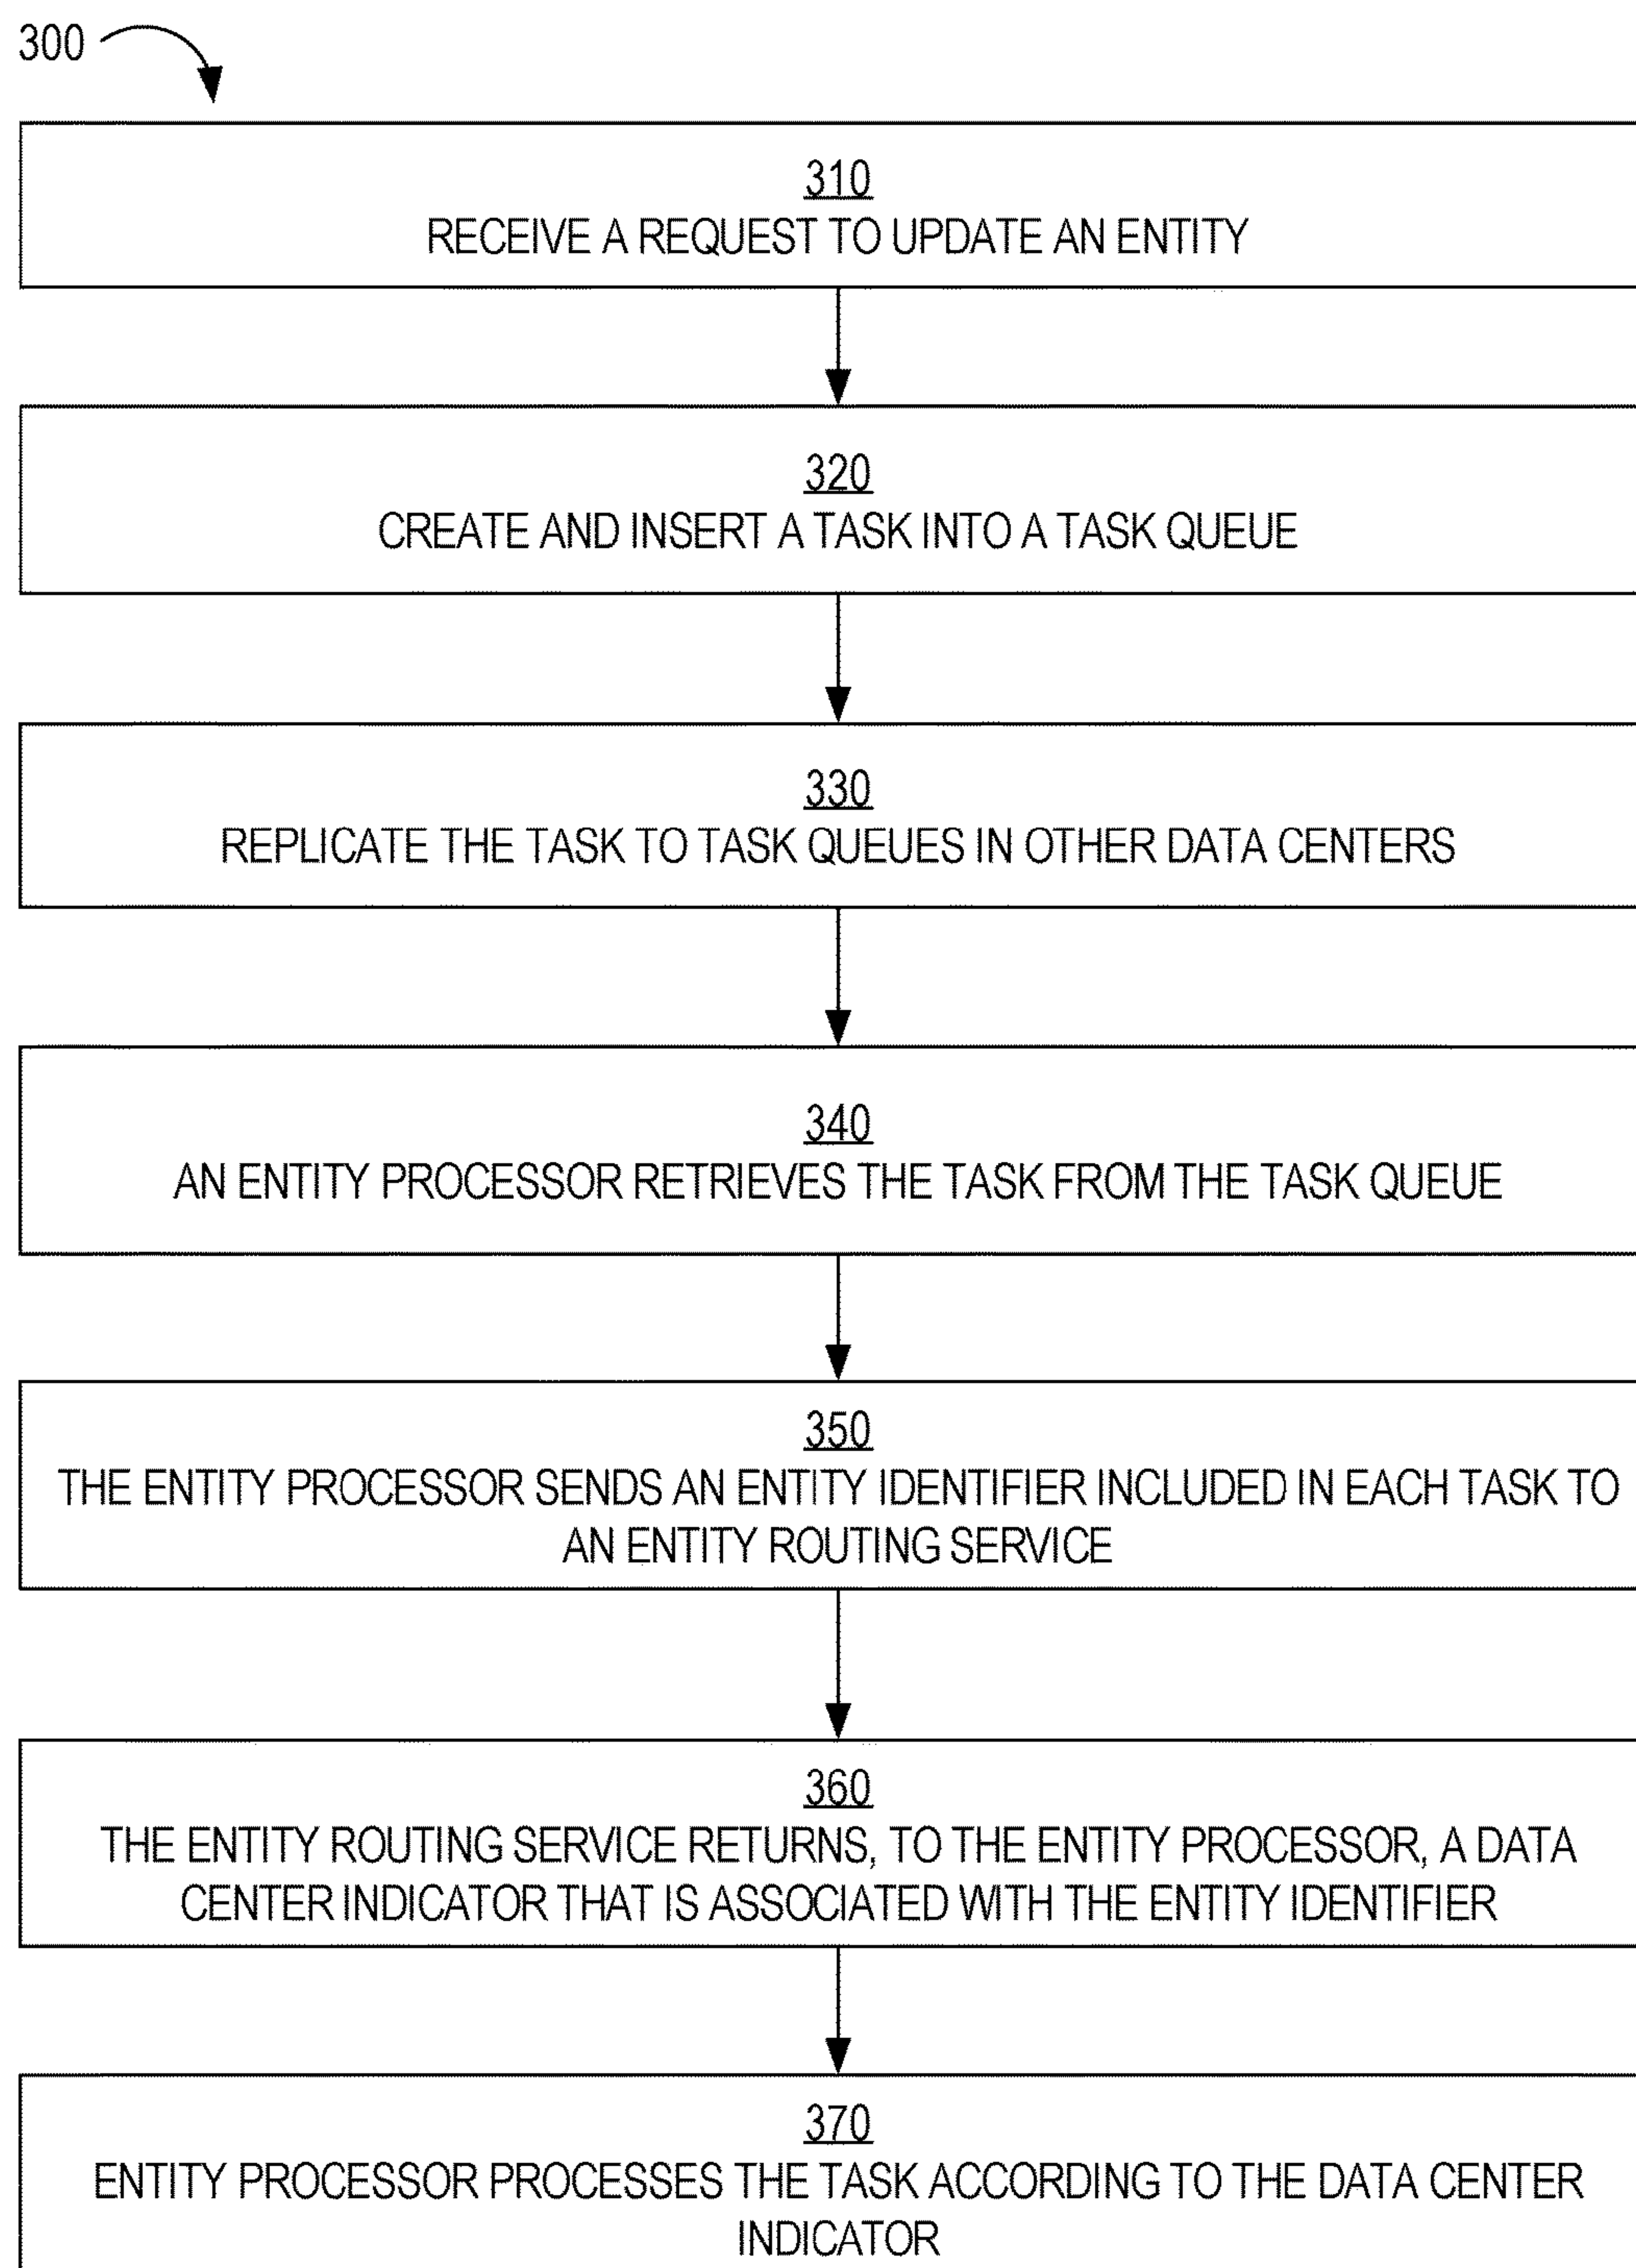 300
310
RECEIVE A REQUEST TO UPDATE AN ENTITY
320
CREATE AND INSERT A TASK INTO A TASK QUEUE
330
REPLICATE THE TASK TO TASK QUEUES IN OTHER DATA CENTERS
340
AN ENTITY PROCESSOR RETRIEVES THE TASK FROM THE TASK QUEUE
350
THE ENTITY PROCESSOR SENDS AN ENTITY IDENTIFIER INCLUDED IN EACH TASK TO
AN ENTITY ROUTING SERVICE
360
THE ENTITY ROUTING SERVICE RETURNS, TO THE ENTITY PROCESSOR, A DATA
CENTER INDICATOR THAT IS ASSOCIATED WITH THE ENTITY IDENTIFIER
370
ENTITY PROCESSOR PROCESSES THE TASK ACCORDING TO THE DATA CENTER
INDICATOR